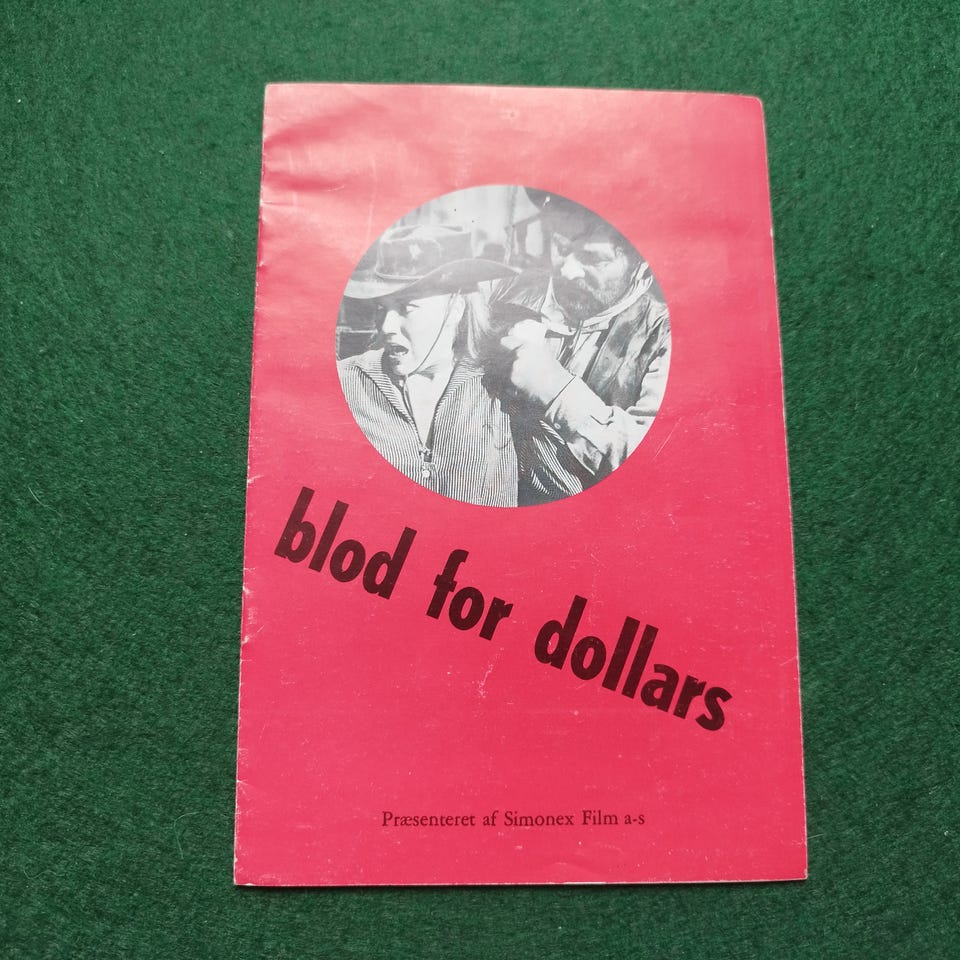 blod for dollars
Præsenteret af Simonex Film a-s